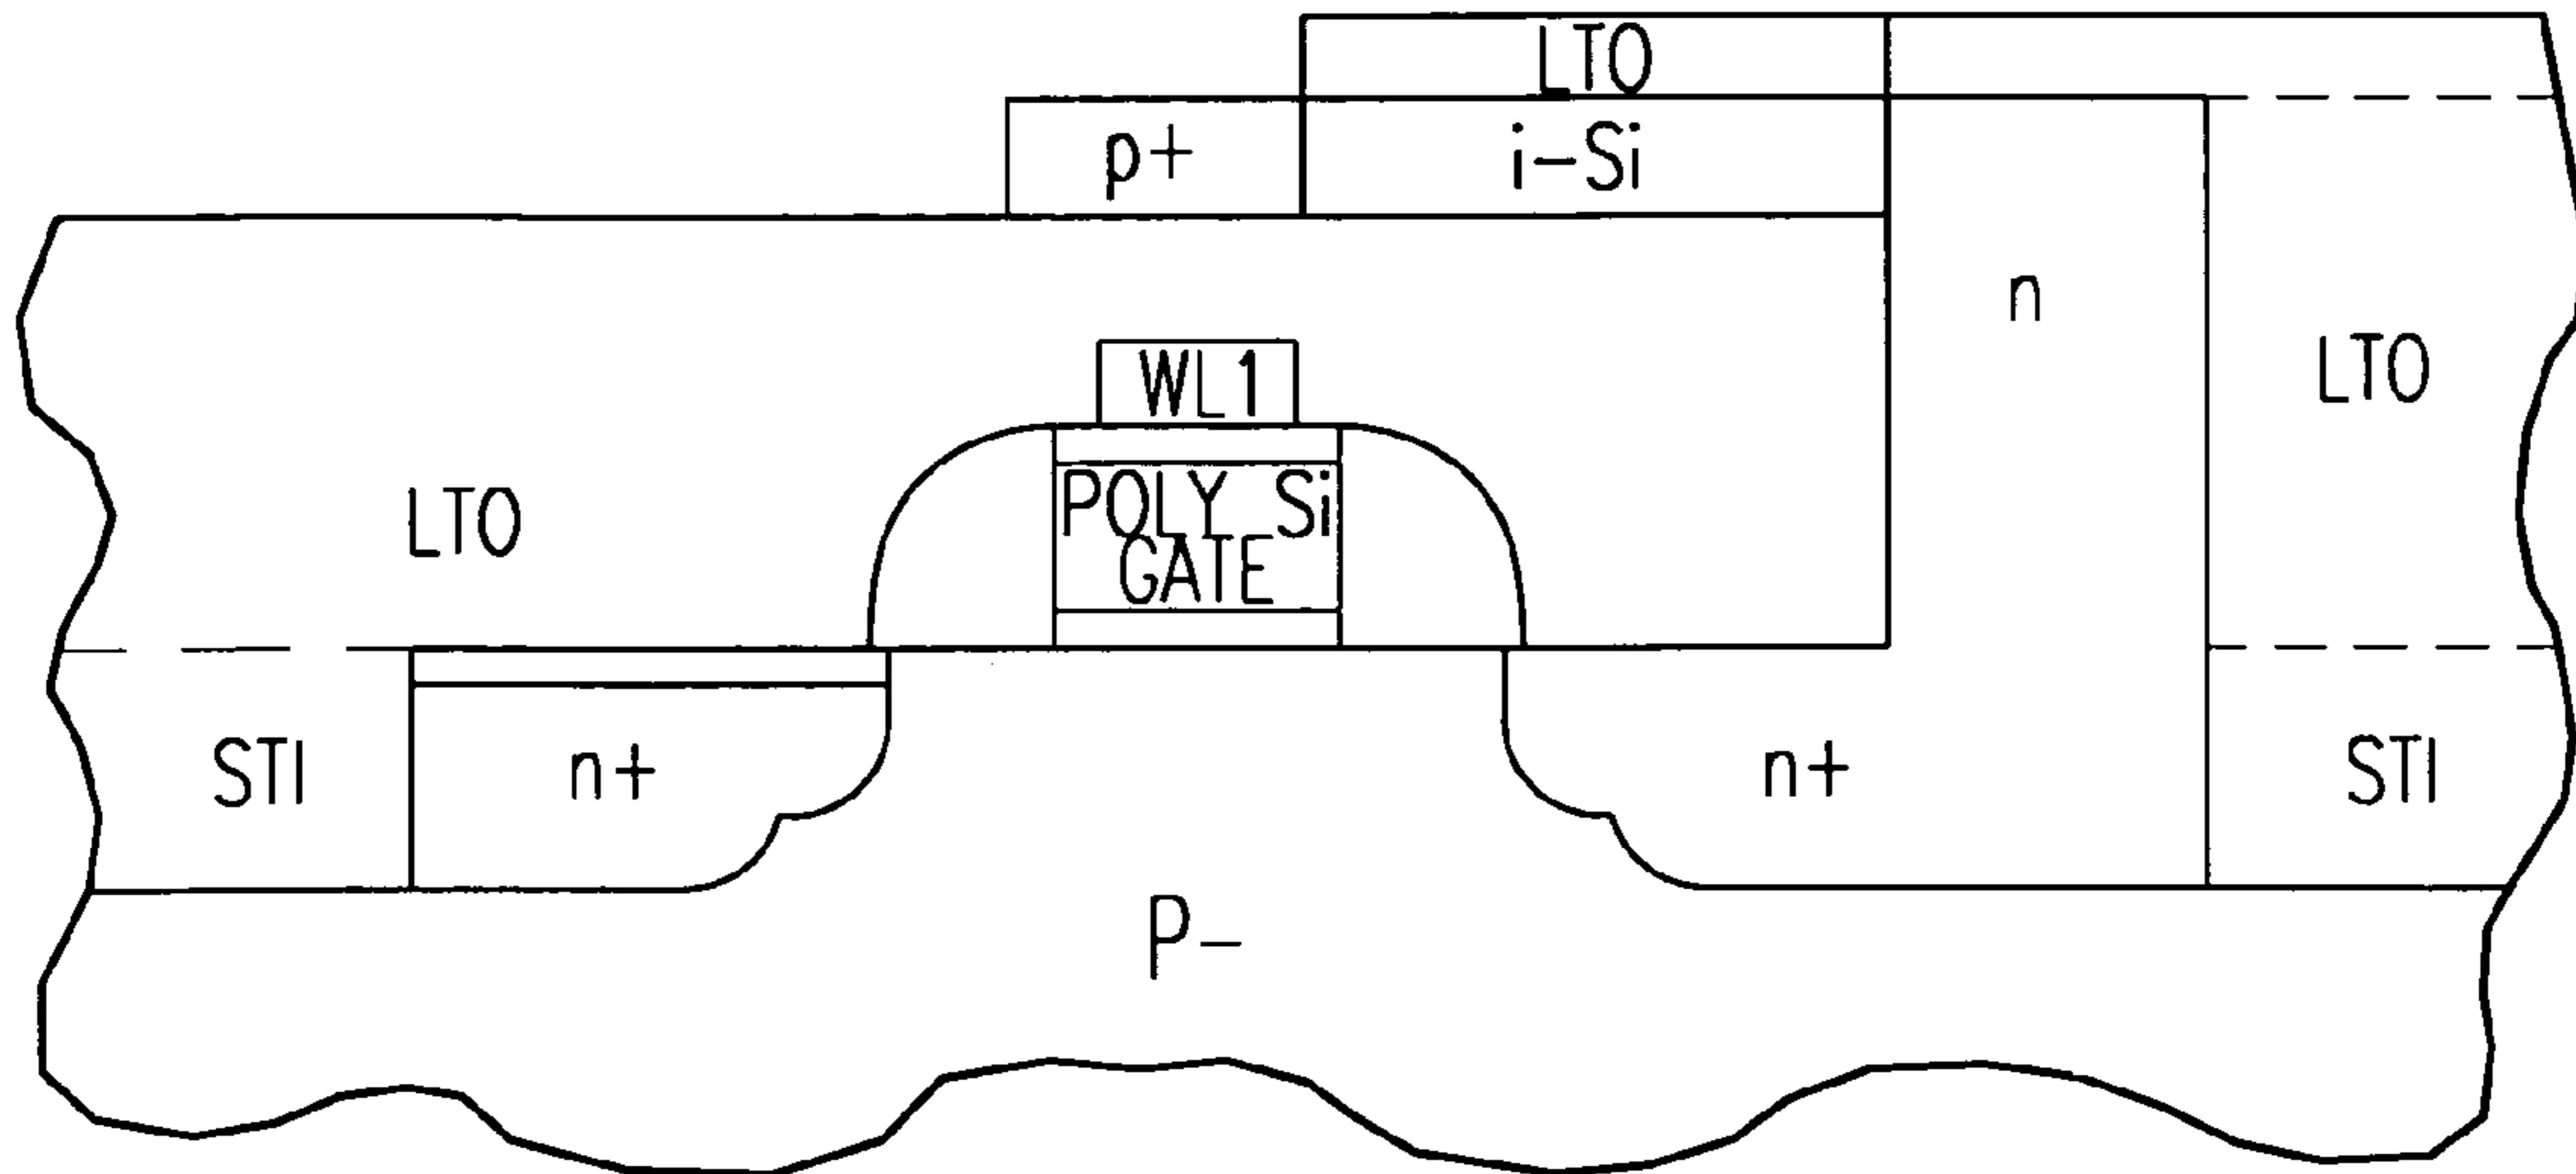 LTO
p+
i-Si
n
WL1
LTO
POLY Si
GATE
LTO
STI
n+
n+
STI
P-